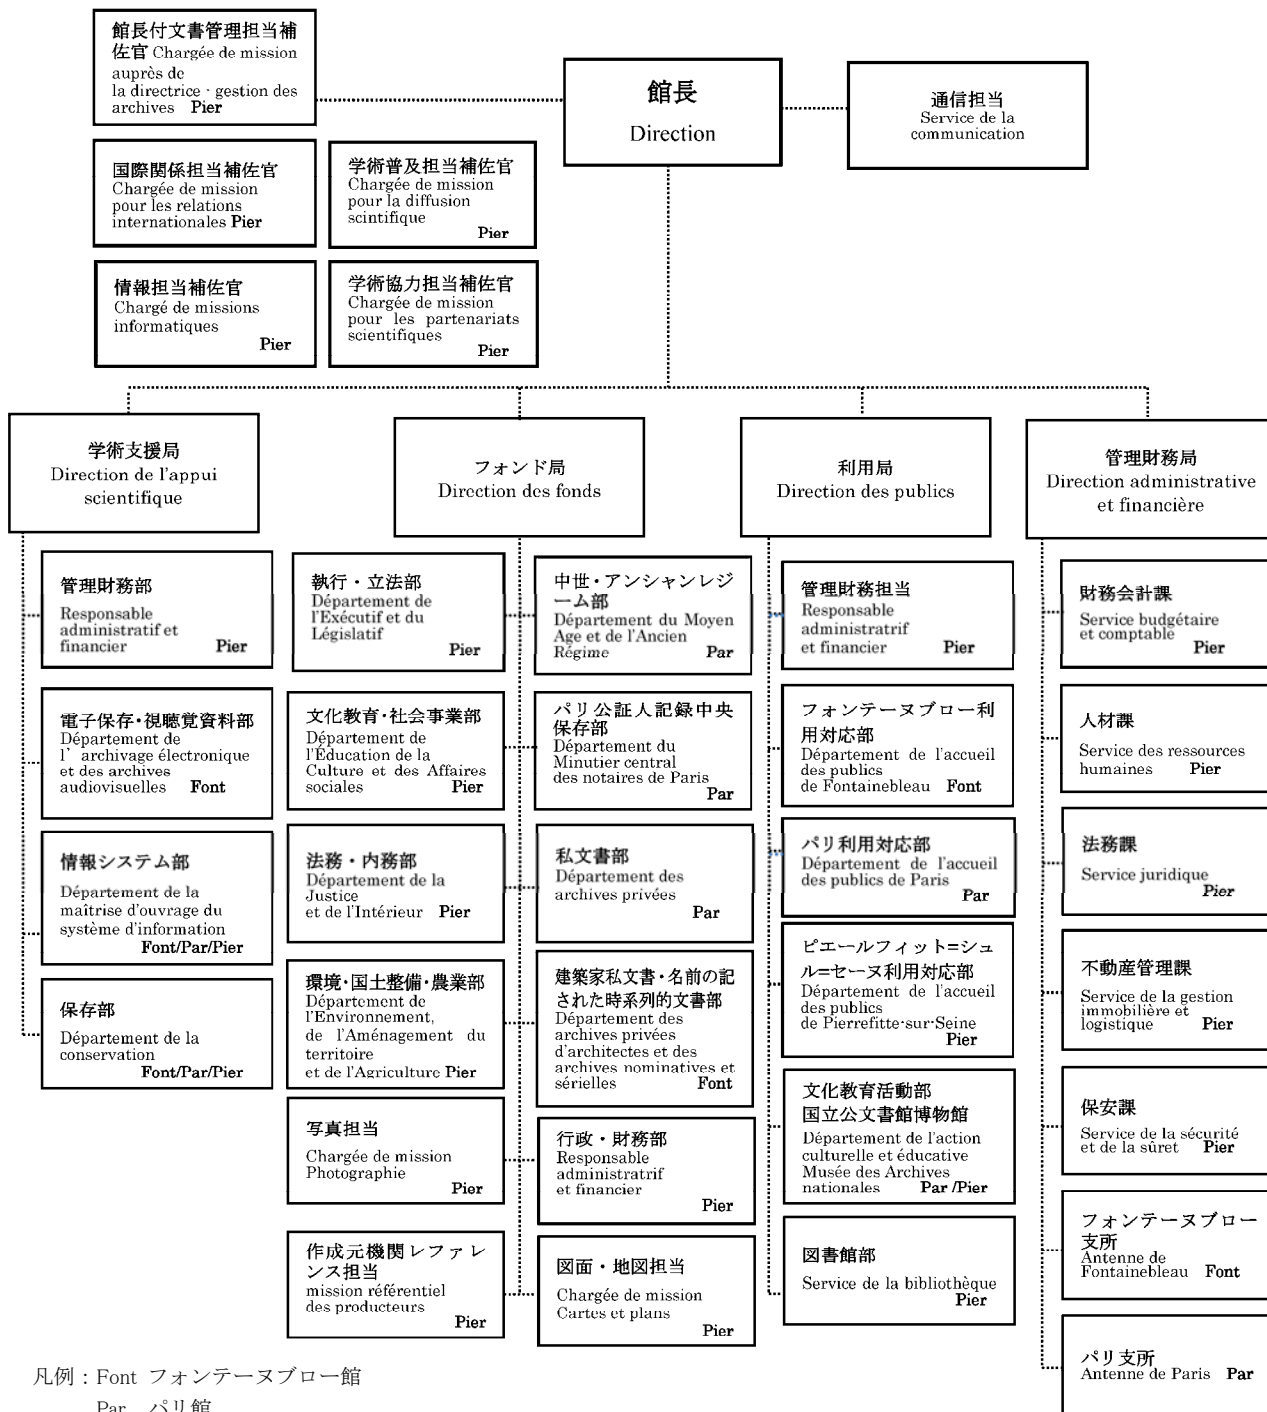 館長付文書管理担当補
佐官 Chargée de mission
auprès de
la directrice - gestion des
archives Pier
館長
Direction
通信担当
Service de la
communication
国際関係担当補佐官
Chargée de mission
pour les relations
internationales Pier
学術普及担当補佐官
Chargée de mission
pour la diffusion
scintifique
Pier
情報担当補佐官
Chargé de missions
informatiques
Pier
学術協力担当補佐官
Chargée de mission
pour les partenariats
scientifiques
Pier
学術支援局
Direction de l'appui
scientifique
フォンド局
Direction des fonds
利用局
Direction des publics
管理財務局
Direction administrative
et financière
管理財務部
Responsable
administratif et
financier Pier
電子保存・視聴覚資料部
Département de
l’archivage électronique
et des archives
audiovisuelles Font
情報システム部
Département de la
maîtrise d'ouvrage du
système d'information
Font/Par/Pier
保存部
Département de la
conservation
Font/Par/Pier
執行・立法部
Département de
l'Exécutif et du
Législatif
Pier
文化教育・社会事業部
Département de
l'Éducation de la
Culture et des Affaires
sociales Pier
法務・内務部
Département de la
Justice
et de l'Intérieur Pier
環境・国土整備・農業部
Département de
l'Environnement,
de l'Aménagement du
territoire
et de l'Agriculture Pier
写真担当
Chargée de mission
Photographie
Pier
作成元機関レファレ
ンス担当
mission référentiel
des producteurs
Pier
中世・アンシャンレジ
ーム部
Département du Moyen
Age et de l'Ancien
Régime Par
パリ公証人記録中央
保存部
Département du
Minutier central
des notaires de Paris
Par
私文書部
Département des
archives privées
Par
建築家私文書・名前の記
された時系列的文書部
Département des
archives privées
d'architectes et des
archives nominatives et
sérielles Font
行政・財務部
Responsable
administratrif
et financier
Pier
図面・地図担当
Chargée de mission
Cartes et plans
Pier
管理財務担当
Responsable
administratrif
et financier Pier
フォンテーヌブロー利
用対応部
Département de l'accueil
des publics
de Fontainebleau Font
パリ利用対応部
Département de l'accueil
des publics de Paris
Par
ピエールフィット=シュ
ル=セーヌ利用対応部
Département de l'accueil
des publics
de Pierrefitte-sur-Seine
Pier
文化教育活動部
国立公文書館博物館
Département de l'action
culturelle et éducative
Musée des Archives
nationales Par /Pier
図書館部
Service de la bibliothèque
Pier
財務会計課
Service budgétaire
et comptable
Pier
人材課
Service des ressources
humaines Pier
法務課
Service juridique
Pier
不動産管理課
Service de la gestion
immobilière et
logistique Pier
保安課
Service de la sécurité
et de la sûret Pier
フォンテーヌブロー
支所
Antenne de
Fontainebleau Font
パリ支所
Antenne de Paris Par
凡例：Font フォンテーヌブロー館
Par パリ館